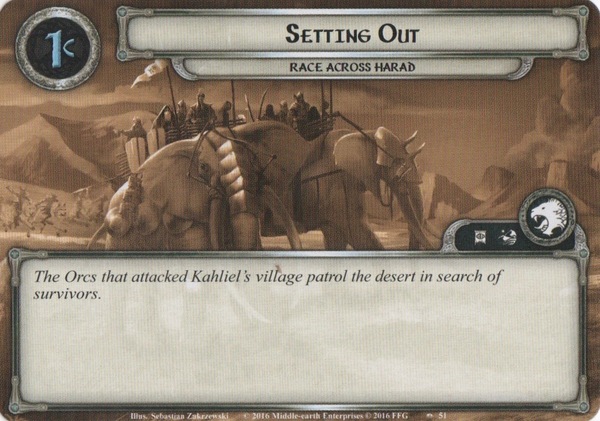 1C
SETTING OUT
RACE ACROSS HARAD
The Orcs that attacked Kahliel's village patrol the desert in search of
survivors.
Illus. Sebastian Zakrzewski © 2016 Middle-earth Enterprises © 2016 FFG 51